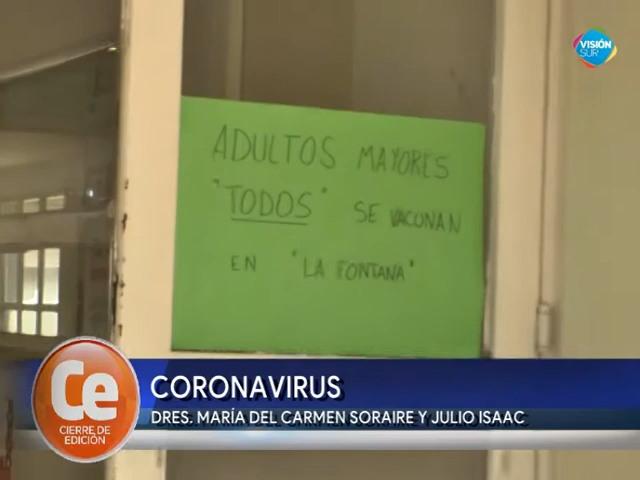 VISIÓN
SUR
ADULTOS MAYORES
"TODOS" SE VACUNAN
EN "LA FONTANA"
Ce
CIERRE DE
EDICIÓN
CORONAVIRUS
DRES. MARÍA DEL CARMEN SORAIRE Y JULIO ISAAC